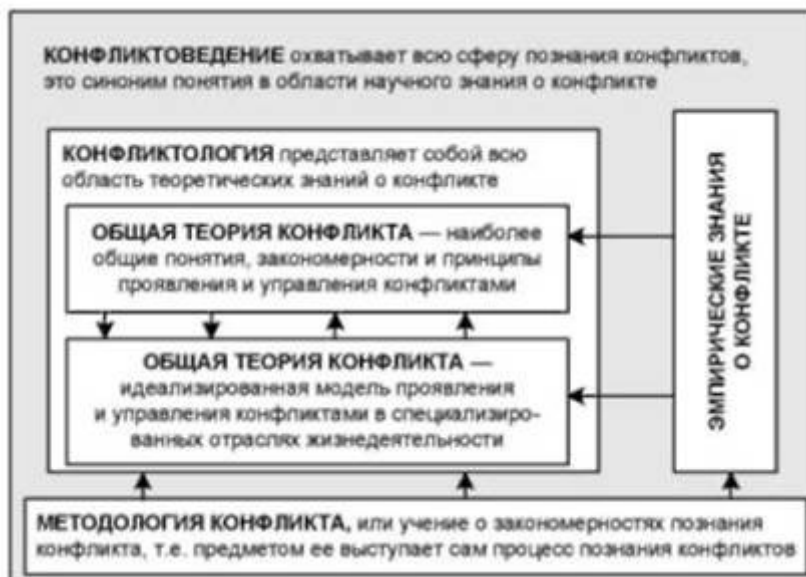 КОНФЛИКТОВЕДЕНИЕ охватывает всю сферу познания конфликтов,
это синоним понятия в области научного знания о конфликте
КОНФЛИКТОЛОГИЯ представляет собой всю
область теоретических знаний о конфликте
ОБЩАЯ ТЕОРИЯ КОНФЛИКТА — наиболее
общие понятия, закономерности и принципы
проявления и управления конфликтами
ОБЩАЯ ТЕОРИЯ КОНФЛИКТА —
идеализированная модель проявления
и управления конфликтами в специализиро-
ванных отраслях жизнедеятельности
ЭМПИРИЧЕСКИЕ ЗНАНИЯ
О КОНФЛИКТЕ
МЕТОДОЛОГИЯ КОНФЛИКТА, или учение о закономерностях познания
конфликта, т.е. предметом ее выступает сам процесс познания конфликтов